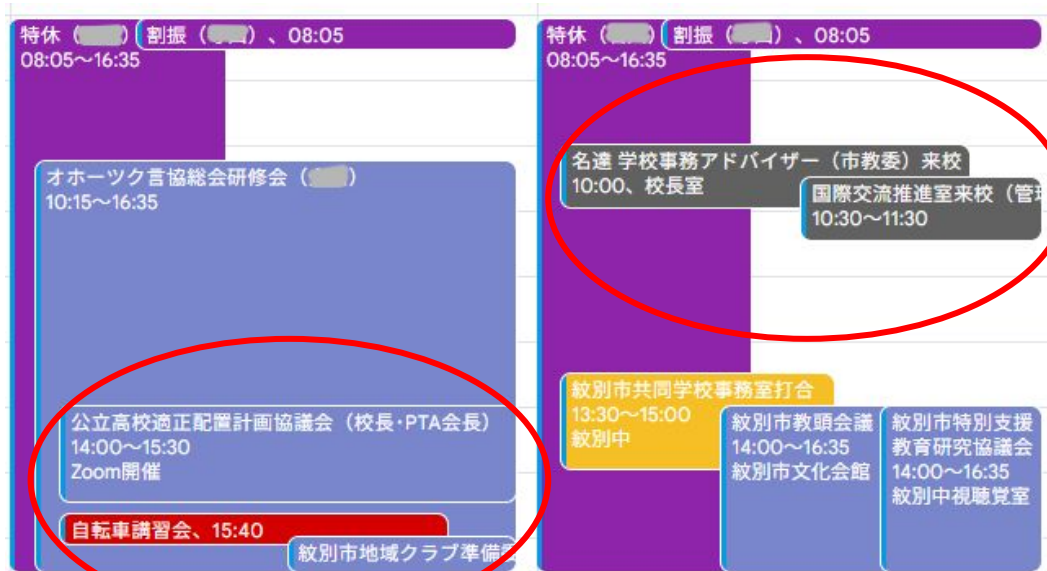 特休（ ）
08:05〜16:35
割振（ ）、08:05
オホーツク言協総会研修会（ ）
10:15〜16:35
公立高校適正配置計画協議会（校長・PTA会長）
14:00〜15:30
Zoom開催
自転車講習会、15:40
紋別市地域クラブ準備
特休（ ）
08:05〜16:35
割振（ ）、08:05
名達 学校事務アドバイザー（市教委）来校
10:00、校長室
国際交流推進室来校（管
10:30〜11:30
紋別市共同学校事務室打合
13:30〜15:00
紋別中
紋別市教頭会議
14:00〜16:35
紋別市文化会館
紋別市特別支援
教育研究協議会
14:00〜16:35
紋別中視聴覚室